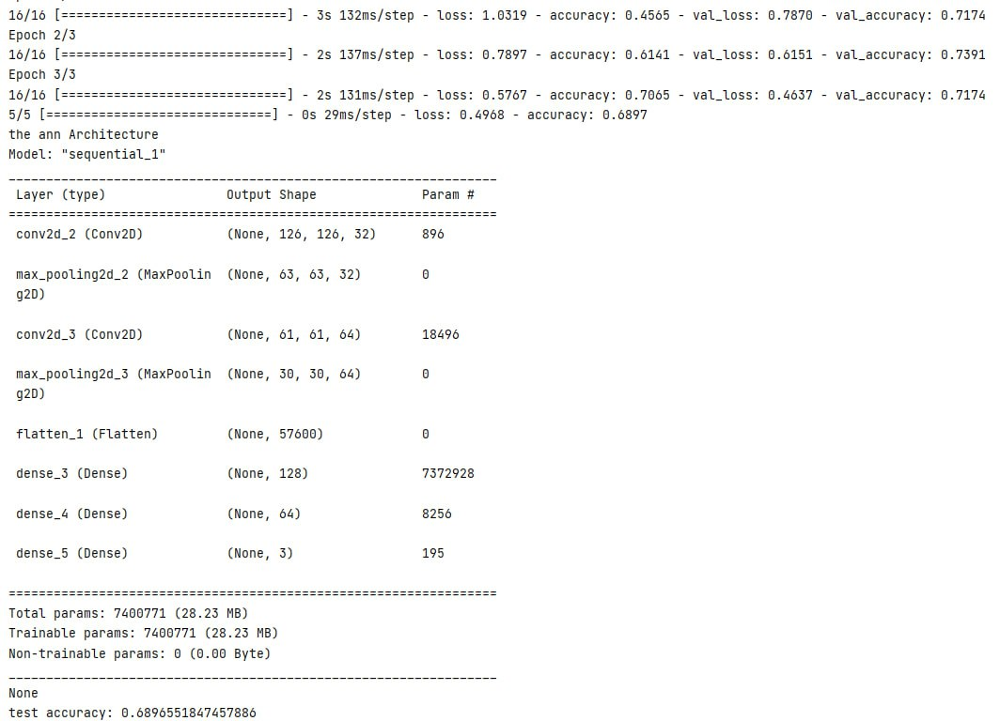 16/16 [==============================] - 3s 132ms/step - loss: 1.0319 - accuracy: 0.4565 - val_loss: 0.7870 - val_accuracy: 0.7174
Epoch 2/3
16/16 [==============================] - 2s 137ms/step - loss: 0.7897 - accuracy: 0.6141 - val_loss: 0.6151 - val_accuracy: 0.7391
Epoch 3/3
16/16 [==============================] - 2s 131ms/step - loss: 0.5767 - accuracy: 0.7065 - val_loss: 0.4637 - val_accuracy: 0.7174
5/5 [==============================] - 0s 29ms/step - loss: 0.4968 - accuracy: 0.6897
the ann Architecture
Model: "sequential_1"
_________________________________________________________________
Layer (type) Output Shape Param #
=================================================================
conv2d_2 (Conv2D) (None, 126, 126, 32) 896
max_pooling2d_2 (MaxPoolin (None, 63, 63, 32) 0
g2D)
conv2d_3 (Conv2D) (None, 61, 61, 64) 18496
max_pooling2d_3 (MaxPoolin (None, 30, 30, 64) 0
g2D)
flatten_1 (Flatten) (None, 57600) 0
dense_3 (Dense) (None, 128) 7372928
dense_4 (Dense) (None, 64) 8256
dense_5 (Dense) (None, 3) 195
=================================================================
Total params: 7400771 (28.23 MB)
Trainable params: 7400771 (28.23 MB)
Non-trainable params: 0 (0.00 Byte)
_________________________________________________________________
None
test accuracy: 0.6896551847457886